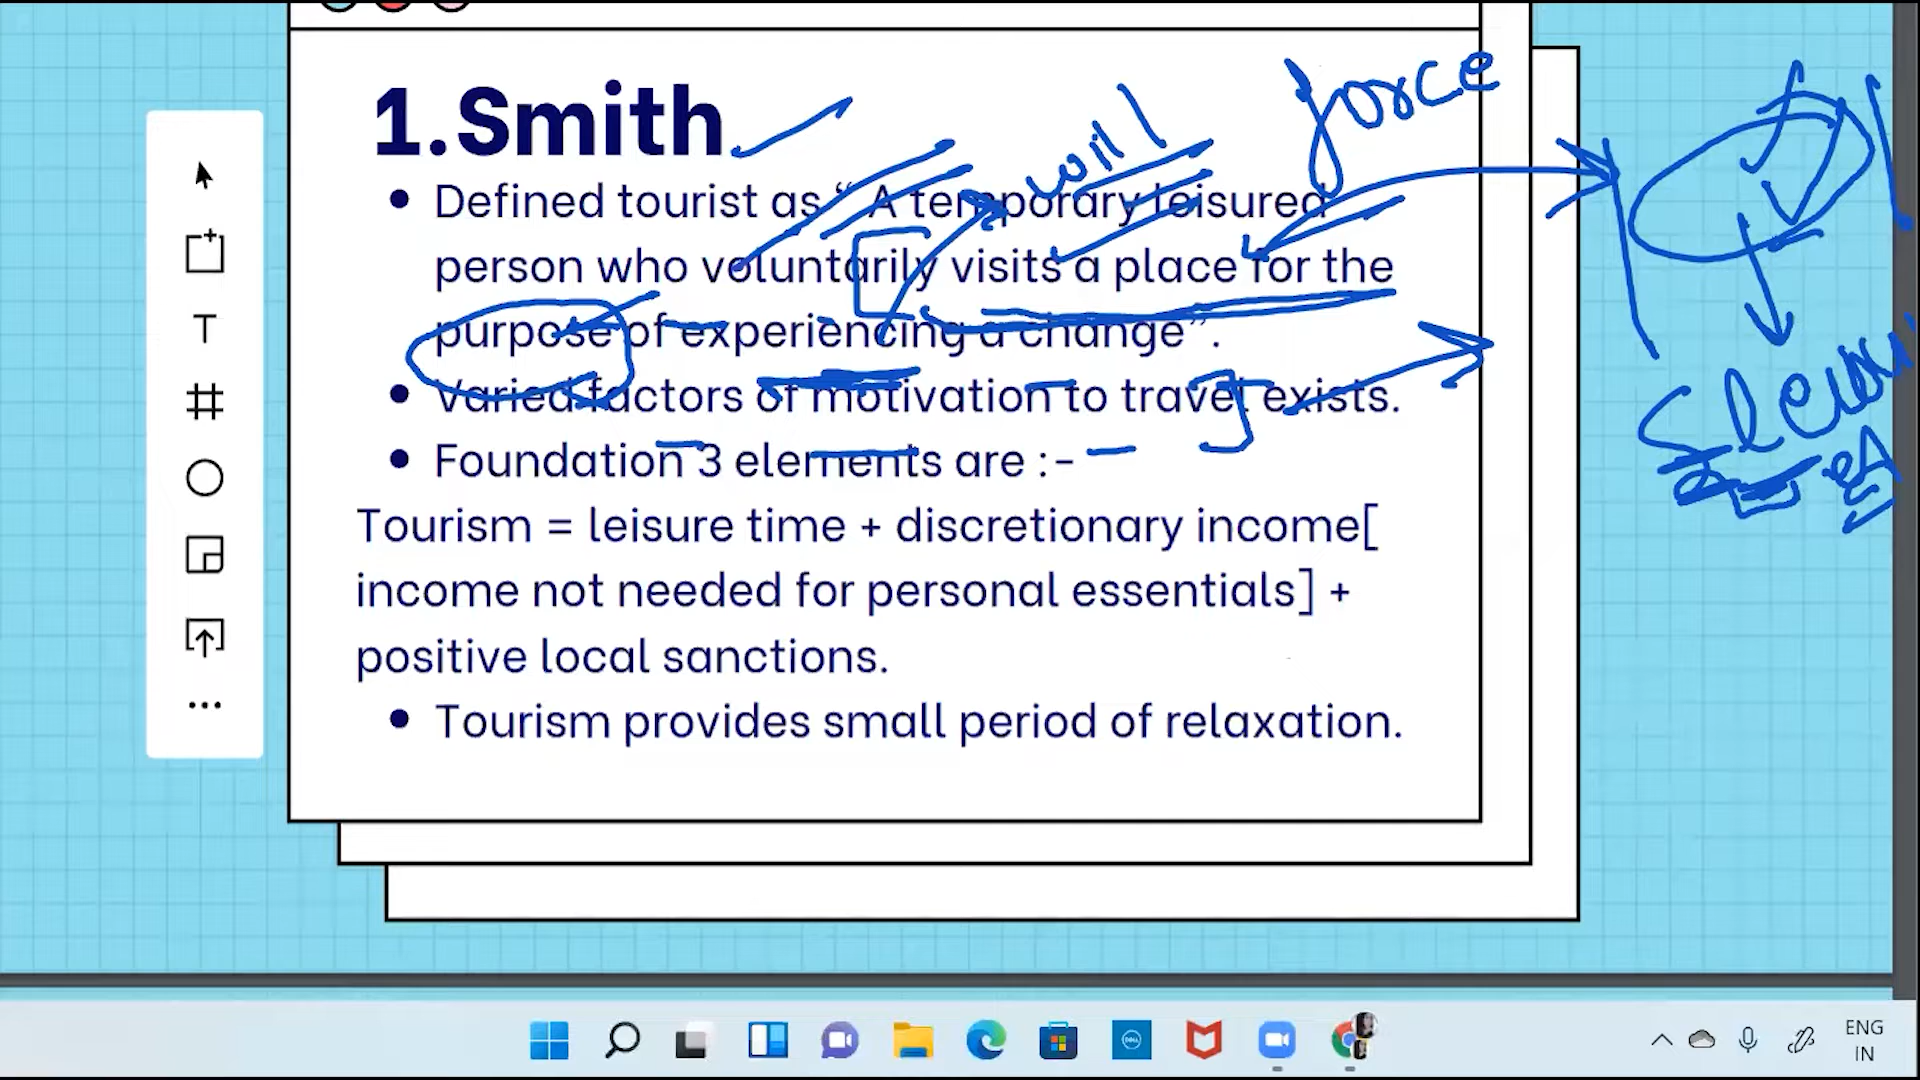 1.Smith
will
force
• Defined tourist as “ A temporary leisured
person who voluntarily visits a place for the
purpose of experiencing a change”.
• Varied factors of motivation to travel exists.
• Foundation 3 elements are :-
Tourism = leisure time + discretionary income[
income not needed for personal essentials] +
positive local sanctions.
• Tourism provides small period of relaxation.
T
ENG
IN